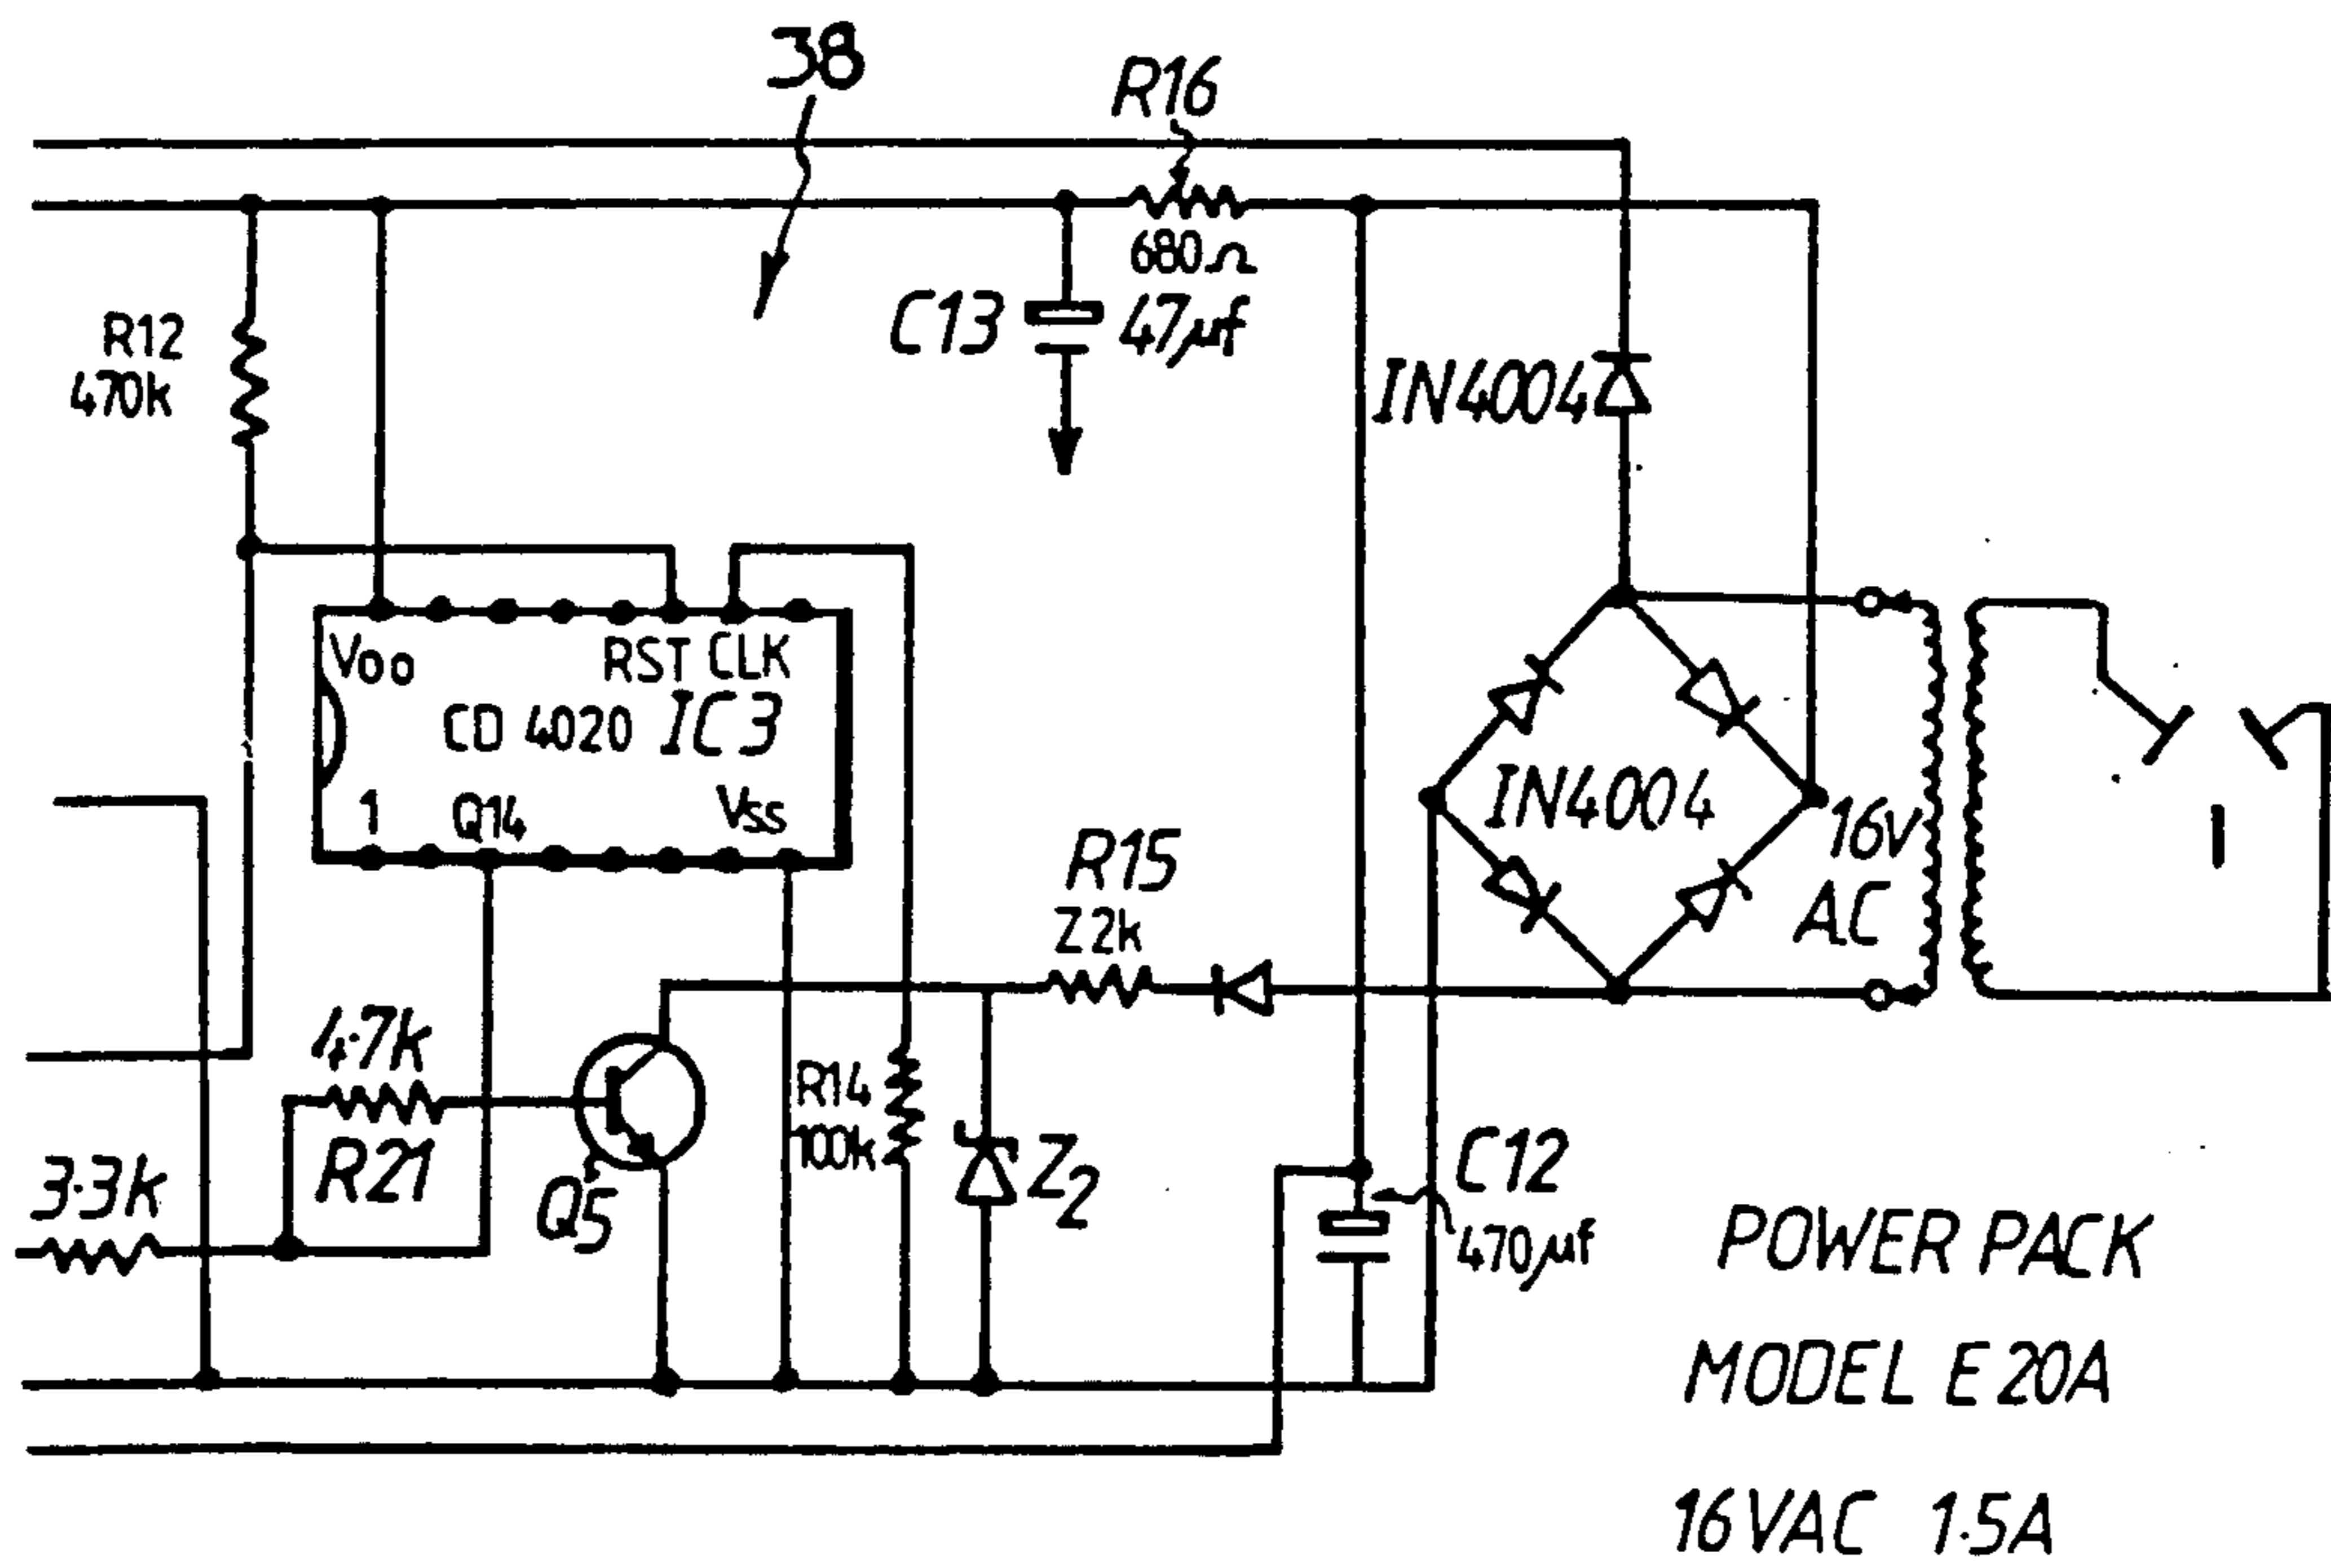 38
R16
680Ω
C13 47µf
R12
470k
IN4004
VDD RST CLK
CD 4020 IC3
1 Q14 VSS
IN4004
16V
AC
R15
Z2k
4.7k
R21
3.3k
Q5
R14
100k
Z2
C12
470µf
POWER PACK
MODEL E20A
16VAC 1.5A